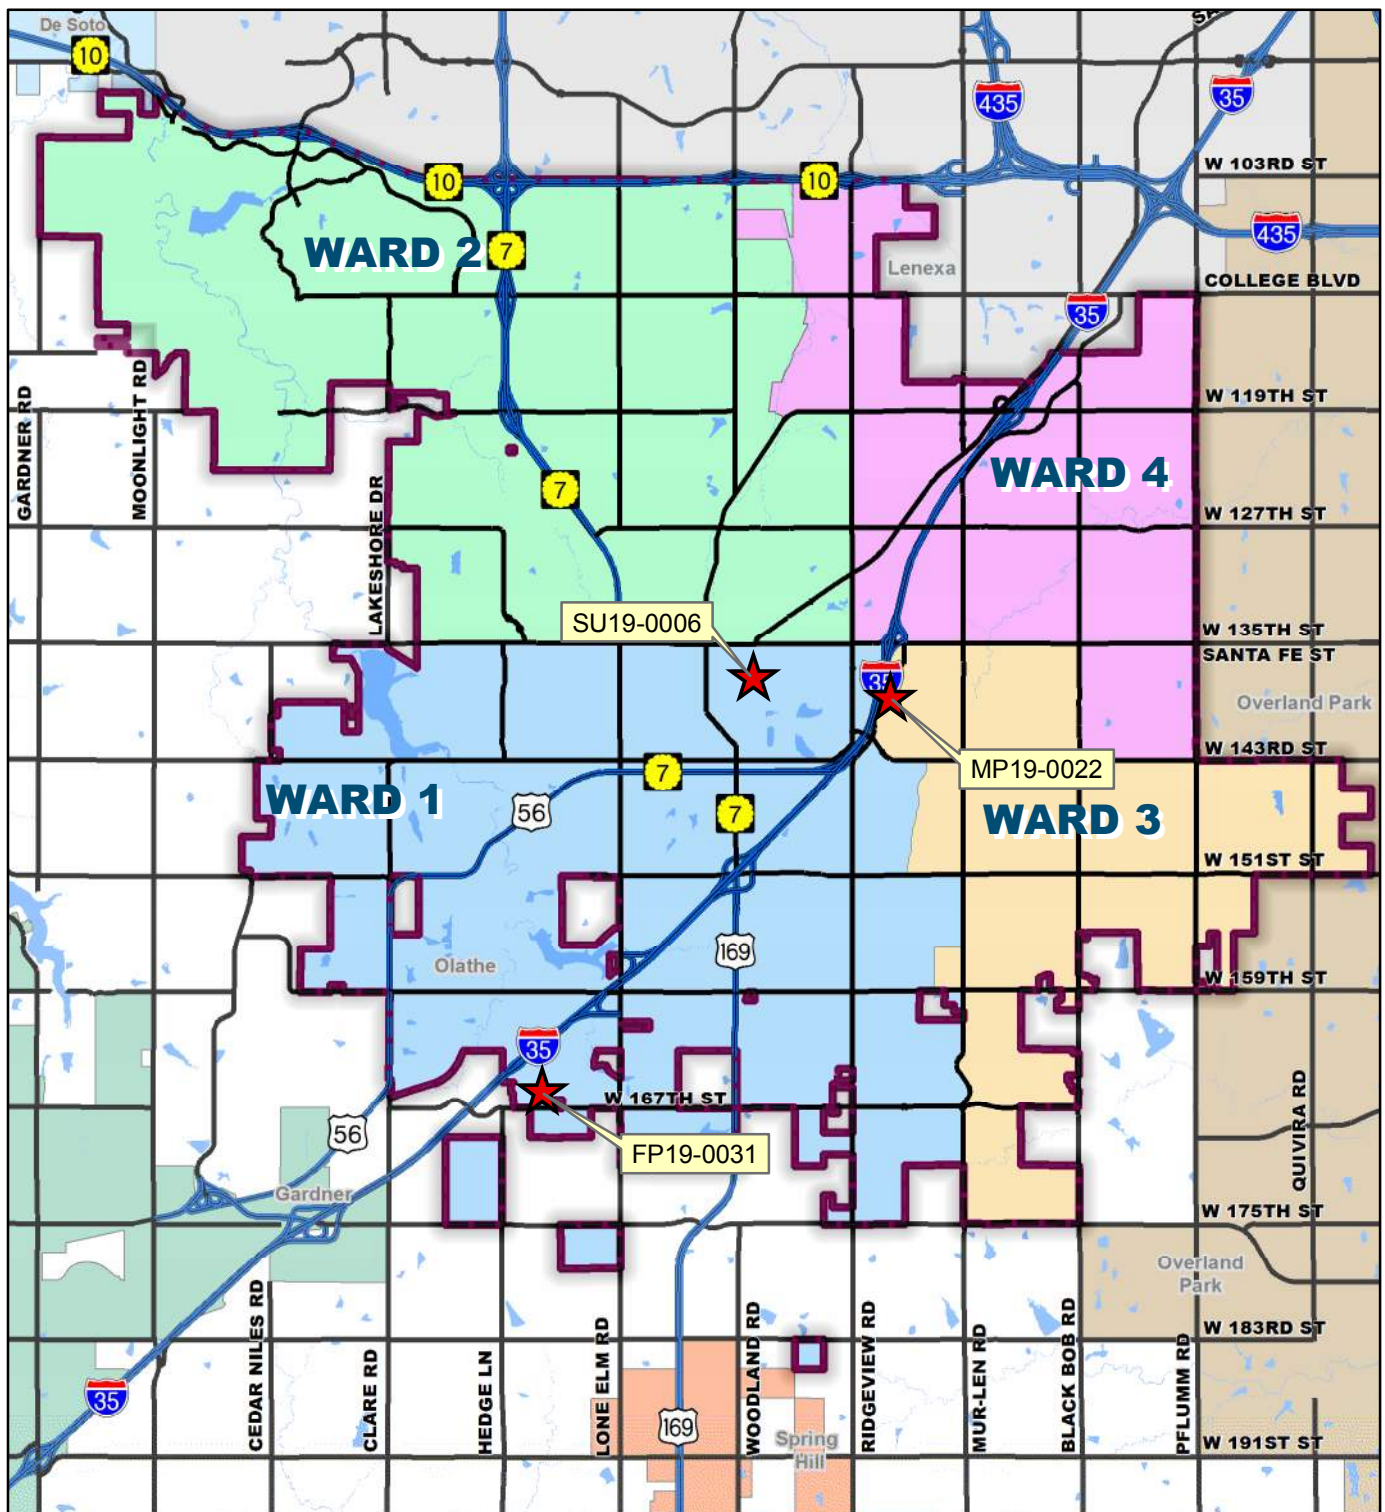 De Soto
10
435
35
W 103RD ST
10
10
435
WARD 2
7
Lenexa
COLLEGE BLVD
35
W 119TH ST
GARDNER RD
MOONLIGHT RD
WARD 4
7
LAKESHORE DR
W 127TH ST
SU19-0006
W 135TH ST
SANTA FE ST
35
Overland Park
W 143RD ST
MP19-0022
7
WARD 1
56
7
WARD 3
W 151ST ST
169
Olathe
W 159TH ST
35
W 167TH ST
56
FP19-0031
QUIVIRA RD
Gardner
W 175TH ST
Overland
Park
CEDAR NILES RD
CLARE RD
HEDGE LN
LONE ELM RD
WOODLAND RD
RIDGEVIEW RD
MUR-LEN RD
BLACK BOB RD
PFLUMM RD
W 183RD ST
35
169
Spring
Hill
W 191ST ST